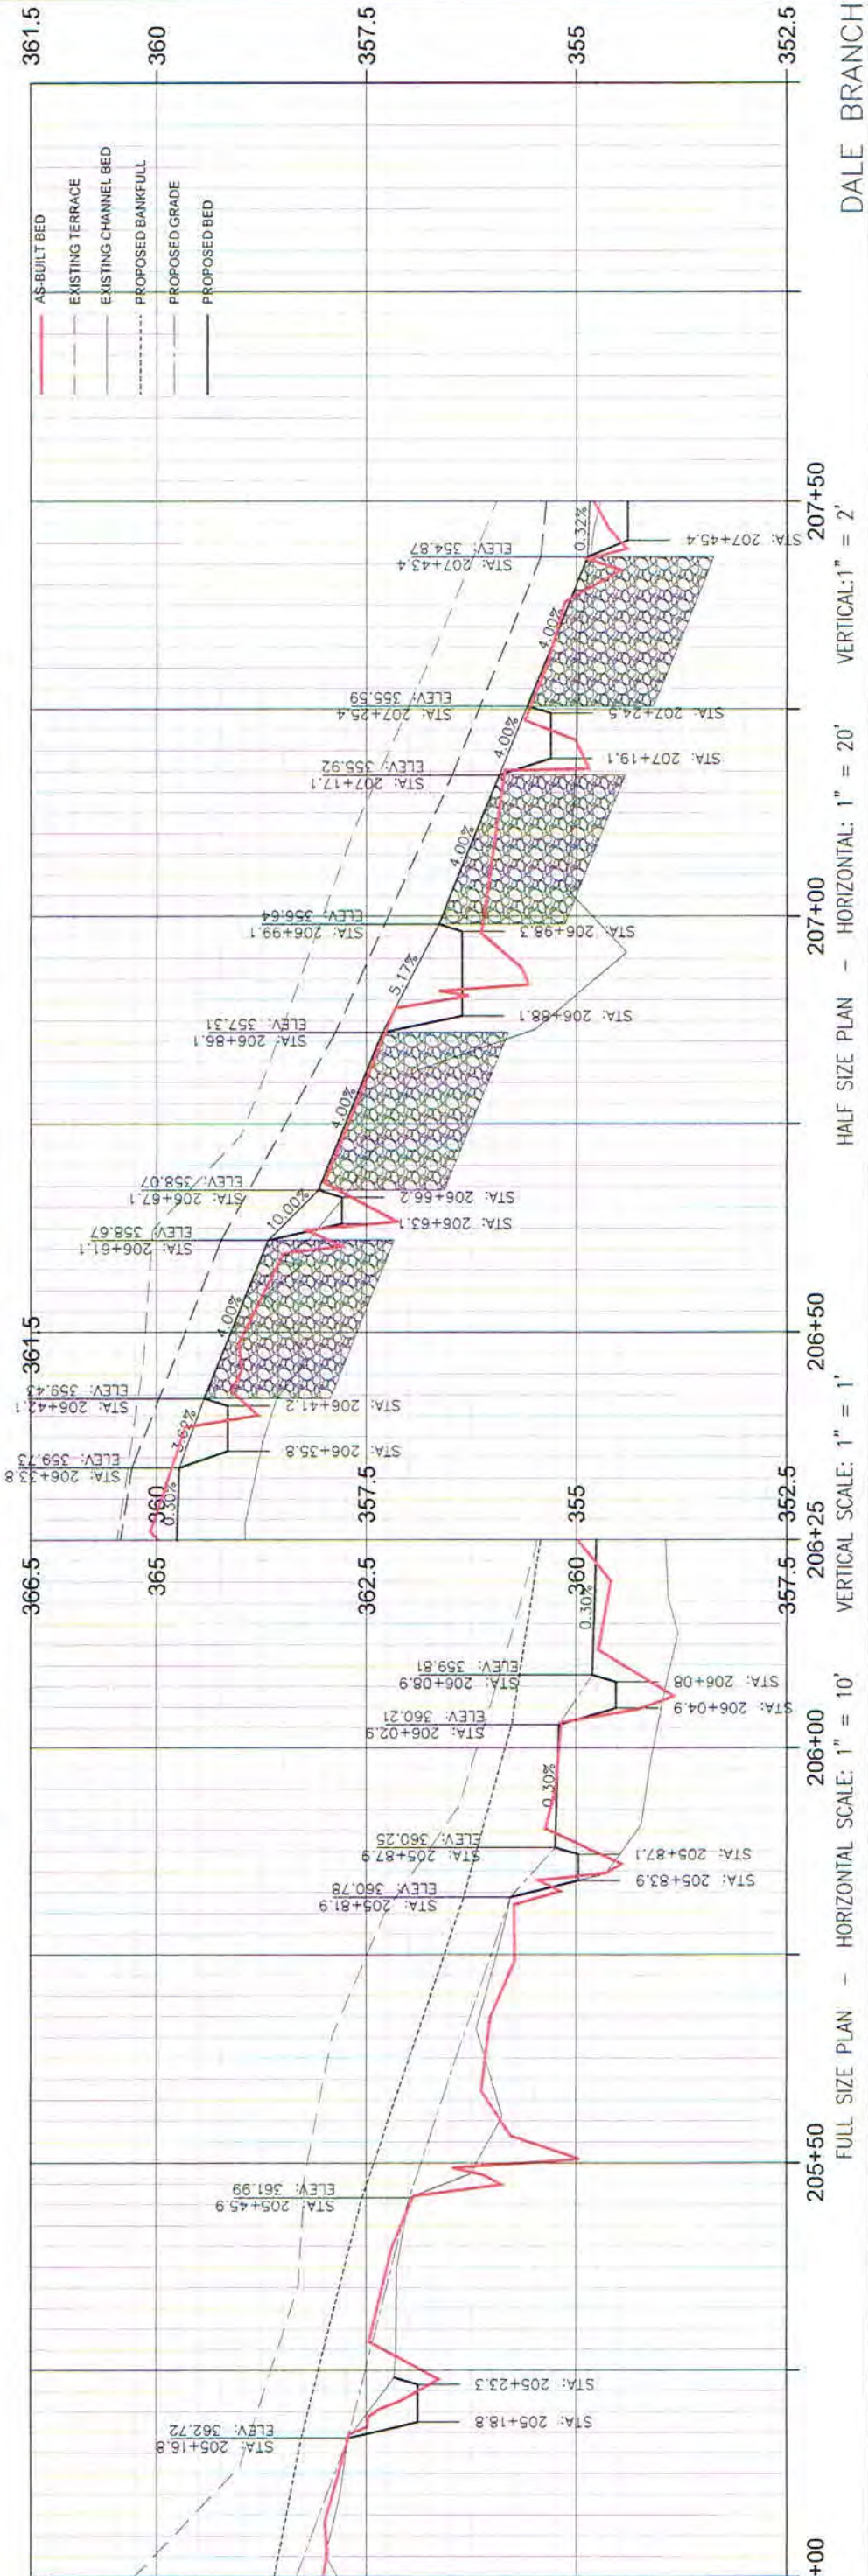 361.5
360
357.5
355
352.5
AS-BUILT BED
EXISTING TERRACE
EXISTING CHANNEL BED
PROPOSED BANKFULL
PROPOSED GRADE
PROPOSED BED
366.5
365
362.5
360
357.5
361.5
360
357.5
355
352.5
STA: 205+16.8
ELEV: 362.72
STA: 205+18.8
STA: 205+23.3
STA: 205+45.9
ELEV: 361.99
STA: 205+81.9
ELEV: 360.78
STA: 205+83.9
STA: 205+87.1
STA: 205+87.9
ELEV: 360.25
0.30%
STA: 206+02.9
ELEV: 360.21
STA: 206+04.9
STA: 206+08
STA: 206+08.9
ELEV: 359.81
0.30%
0.30%
STA: 206+33.8
ELEV: 359.73
STA: 206+35.8
3.60%
STA: 206+41.2
STA: 206+42.1
ELEV: 359.43
4.00%
STA: 206+61.1
ELEV: 358.67
STA: 206+63.1
10.00%
STA: 206+66.2
STA: 206+67.1
ELEV: 358.07
4.00%
STA: 206+86.1
ELEV: 357.31
STA: 206+88.1
5.17%
STA: 206+98.3
STA: 206+99.1
ELEV: 356.64
4.00%
STA: 207+17.1
ELEV: 355.92
STA: 207+19.1
4.00%
STA: 207+24.5
STA: 207+25.4
ELEV: 355.59
4.00%
STA: 207+43.4
ELEV: 354.87
STA: 207+45.4
0.32%
+00
205+50
206+00
206+25
206+50
207+00
207+50
FULL SIZE PLAN - HORIZONTAL SCALE: 1" = 10' VERTICAL SCALE: 1" = 1'
HALF SIZE PLAN - HORIZONTAL: 1" = 20' VERTICAL:1" = 2'
DALE BRANCH